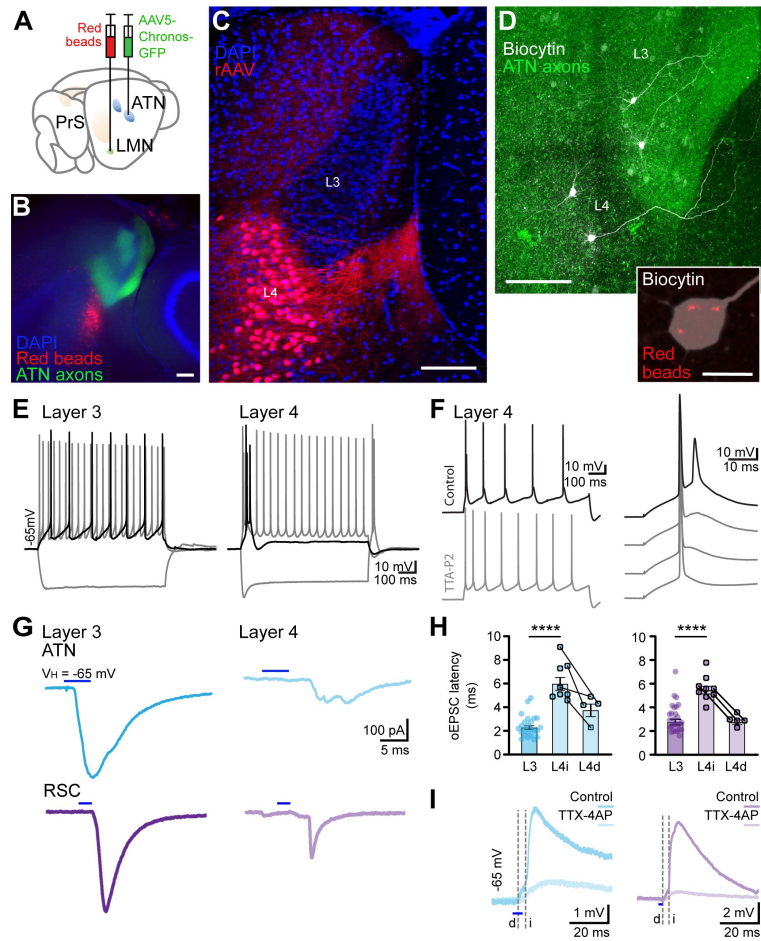 A
Red beads
AAV5-
Chronos-
GFP
ATN
PrS
LMN
B
DAPI
Red beads
ATN axons
C
DAPI
rAAV
L3
L4
D
Biocytin
ATN axons
L3
L4
Biocytin
Red
beads
E
Layer 3
Layer 4
-65mV
10 mV
100 ms
F
Layer 4
Control
TTA-P2
10 mV
100 ms
10 mV
10 ms
G
Layer 3
Layer 4
ATN
VH = -65 mV
100 pA
5 ms
RSC
H
oEPSC latency
(ms)
****
10
8
6
4
2
0
L3 L4i L4d
****
10
8
6
4
2
0
L3 L4i L4d
I
Control
TTX-4AP
-65 mV
d i
1 mV
20 ms
Control
TTX-4AP
d i
2 mV
20 ms